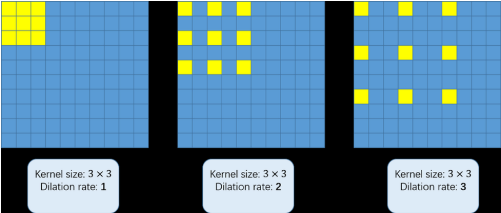 Kernel size: 3 × 3
Dilation rate: 1
Kernel size: 3 × 3
Dilation rate: 2
Kernel size: 3 × 3
Dilation rate: 3